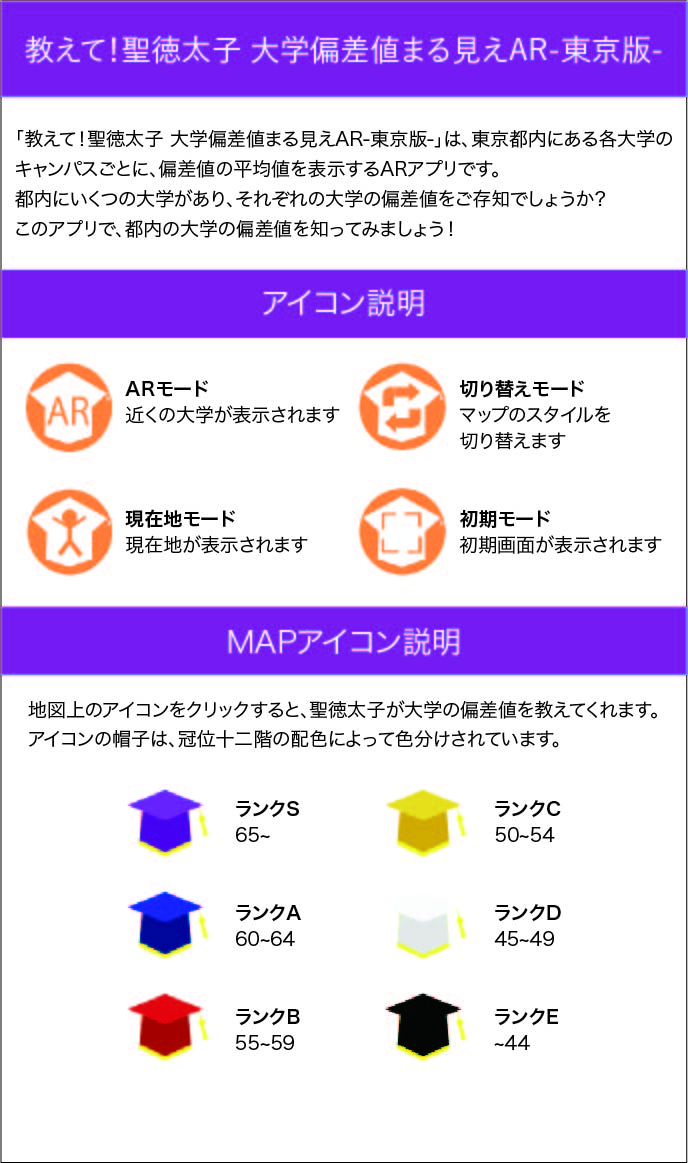 教えて！聖徳太子 大学偏差値まる見えAR-東京版-
「教えて！聖徳太子 大学偏差値まる見えAR-東京版-」は、東京都内にある各大学の
キャンパスごとに、偏差値の平均値を表示するARアプリです。
都内にいくつの大学があり、それぞれの大学の偏差値をご存知でしょうか？
このアプリで、都内の大学の偏差値を知ってみましょう！
アイコン説明
AR
ARモード
近くの大学が表示されます
切り替えモード
マップのスタイルを
切り替えます
現在地モード
現在地が表示されます
初期モード
初期画面が表示されます
MAPアイコン説明
地図上のアイコンをクリックすると、聖徳太子が大学の偏差値を教えてくれます。
アイコンの帽子は、冠位十二階の配色によって色分けされています。
ランクS
65~
ランクC
50~54
ランクA
60~64
ランクD
45~49
ランクB
55~59
ランクE
~44